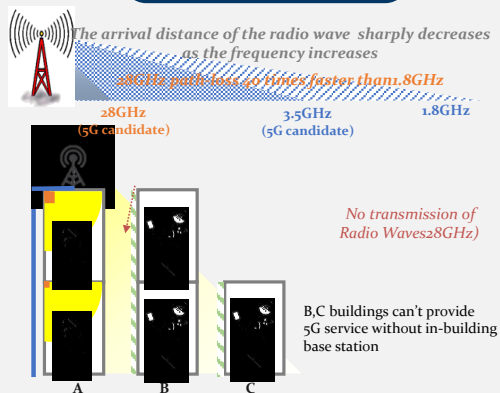 The arrival distance of the radio wave sharply decreases
as the frequency increases
28GHz path-loss 40 times faster than1.8GHz
28GHz
(5G candidate)
3.5GHz
(5G candidate)
1.8GHz
No transmission of
Radio Waves28GHz)
B,C buildings can't provide
5G service without in-building
base station
A
B
C